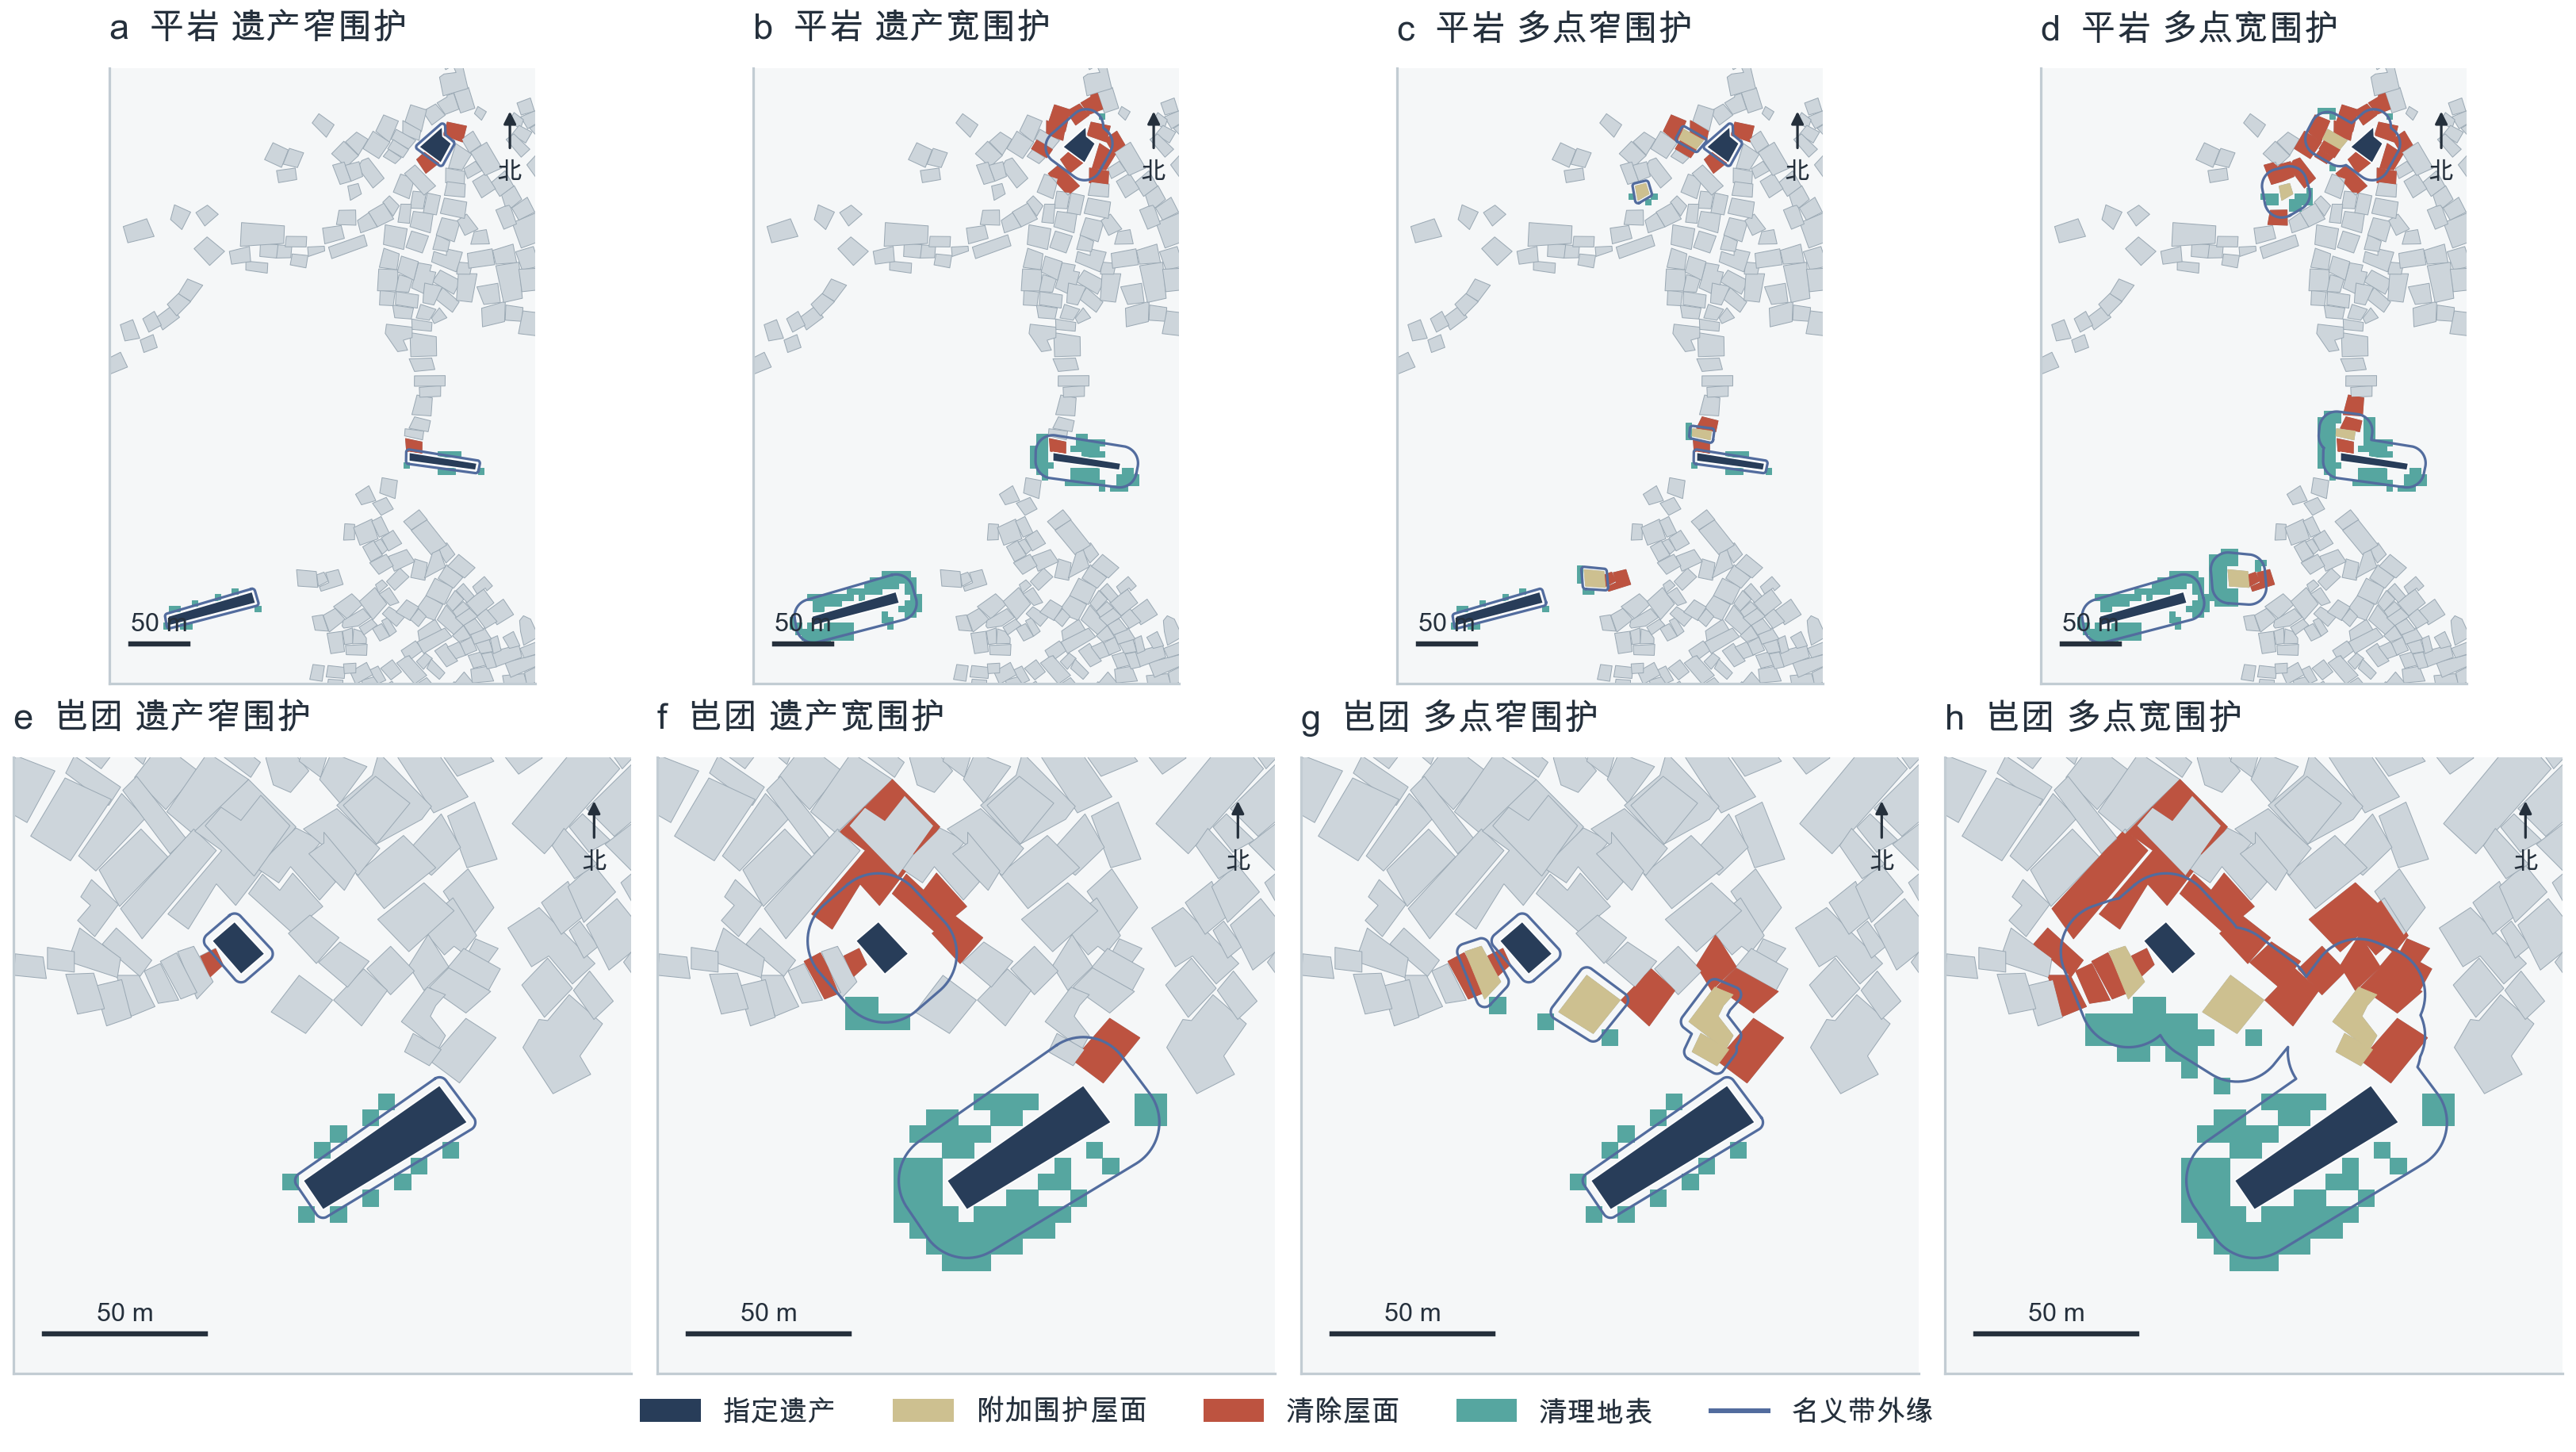 a 平岩 遗产窄围护
b 平岩 遗产宽围护
c 平岩 多点窄围护
d 平岩 多点宽围护
北
北
北
北
50 m
50 m
50 m
50 m
e 岜团 遗产窄围护
f 岜团 遗产宽围护
g 岜团 多点窄围护
h 岜团 多点宽围护
北
北
北
北
50 m
50 m
50 m
50 m
指定遗产 附加围护屋面 清除屋面 清理地表 名义带外缘